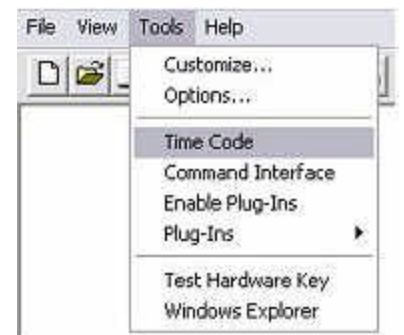 File View Tools Help
Customize...
Options...
Time Code
Command Interface
Enable Plug-Ins
Plug-Ins
Test Hardware Key
Windows Explorer